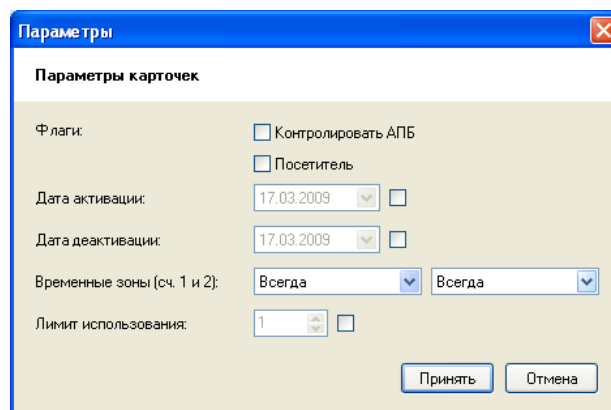 Параметры
Параметры карточек
Флаги: Контролировать АПБ
Посетитель
Дата активации: 17.03.2009
Дата деактивации: 17.03.2009
Временные зоны (сч. 1 и 2): Всегда Всегда
Лимит использования: 1
Принять Отмена